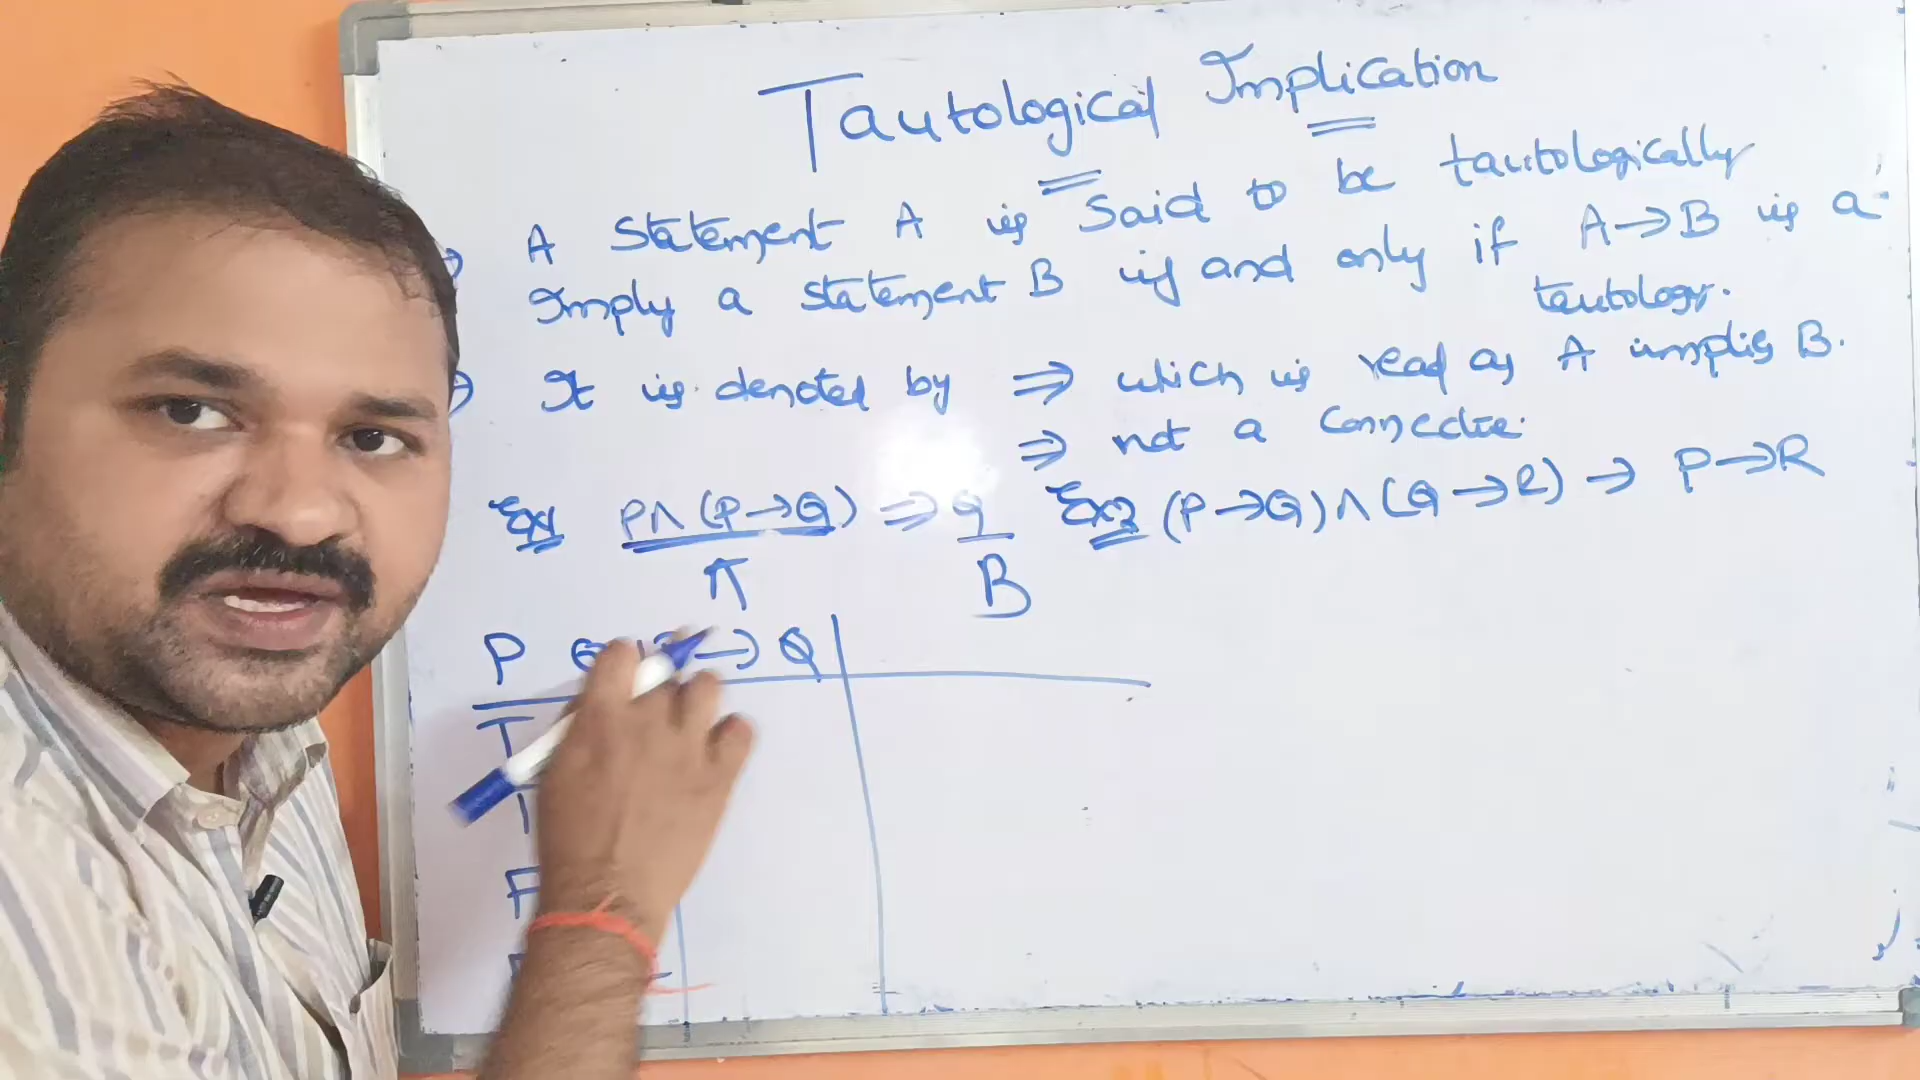 Tautological Implication
A Statement A is Said to be tautologically
Imply a statement B if and only if A→B is a
tautology.
It is denoted by ⇒ which is read as A implies B.
⇒ not a Connective.
Ex1 P∧(P→Q) ⇒ q Ex2 (P→Q)∧(Q→R) → P→R
A B
P Q P→Q
T
T
F